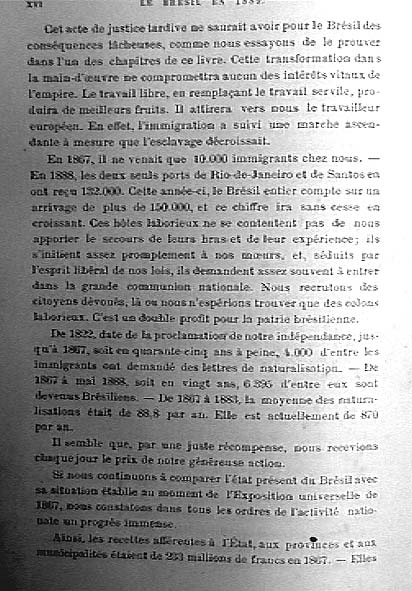 XVI LE BRÉSIL EN 1889.
Cet acte de justice tardive ne saurait avoir pour le Brésil des
conséquences fâcheuses, comme nous essayons de le prouver
dans l'un des chapitres de ce livre. Cette transformation dans
la main-d'œuvre ne compromettra aucun des intérêts vitaux de
l'empire. Le travail libre, en remplaçant le travail servile, pro-
duira de meilleurs fruits. Il attirera vers nous le travailleur
européen. En effet, l'immigration a suivi une marche ascen-
dante à mesure que l'esclavage décroissait.
En 1867, il ne venait que 10.000 immigrants chez nous. —
En 1888, les deux seuls ports de Rio-de-Janeiro et de Santos en
ont reçu 132.000. Cette année-ci, le Brésil entier compte sur un
arrivage de plus de 150.000, et ce chiffre ira sans cesse en
croissant. Ces hôtes laborieux ne se contentent pas de nous
apporter le secours de leurs bras et de leur expérience; ils
s'initient assez promptement à nos mœurs, et, séduits par
l'esprit libéral de nos lois, ils demandent assez souvent à entrer
dans la grande communion nationale. Nous recrutons des
citoyens dévoués, là ou nous n'espérions trouver que des colons
laborieux. C'est un double profit pour la patrie brésilienne.
De 1822, date de la proclamation de notre indépendance, jus-
qu'à 1867, soit en quarante-cinq ans à peine, 4.000 d'entre les
immigrants ont demandé des lettres de naturalisation. — De
1867 à mai 1888, soit en vingt ans, 6.395 d'entre eux sont
devenus Brésiliens. — De 1867 à 1883, la moyenne des natura-
lisations était de 88.8 par an. Elle est actuellement de 870
par an.
Il semble que, par une juste récompense, nous recevions
chaque jour le prix de notre généreuse action.
Si nous continuons à comparer l'état présent du Brésil avec
sa situation établie au moment de l'Exposition universelle de
1867, nous constatons dans tous les ordres de l'activité natio-
nale un progrès immense.
Ainsi, les recettes afférentes à l'État, aux provinces et aux
municipalités étaient de 233 millions de francs en 1867. — Elles